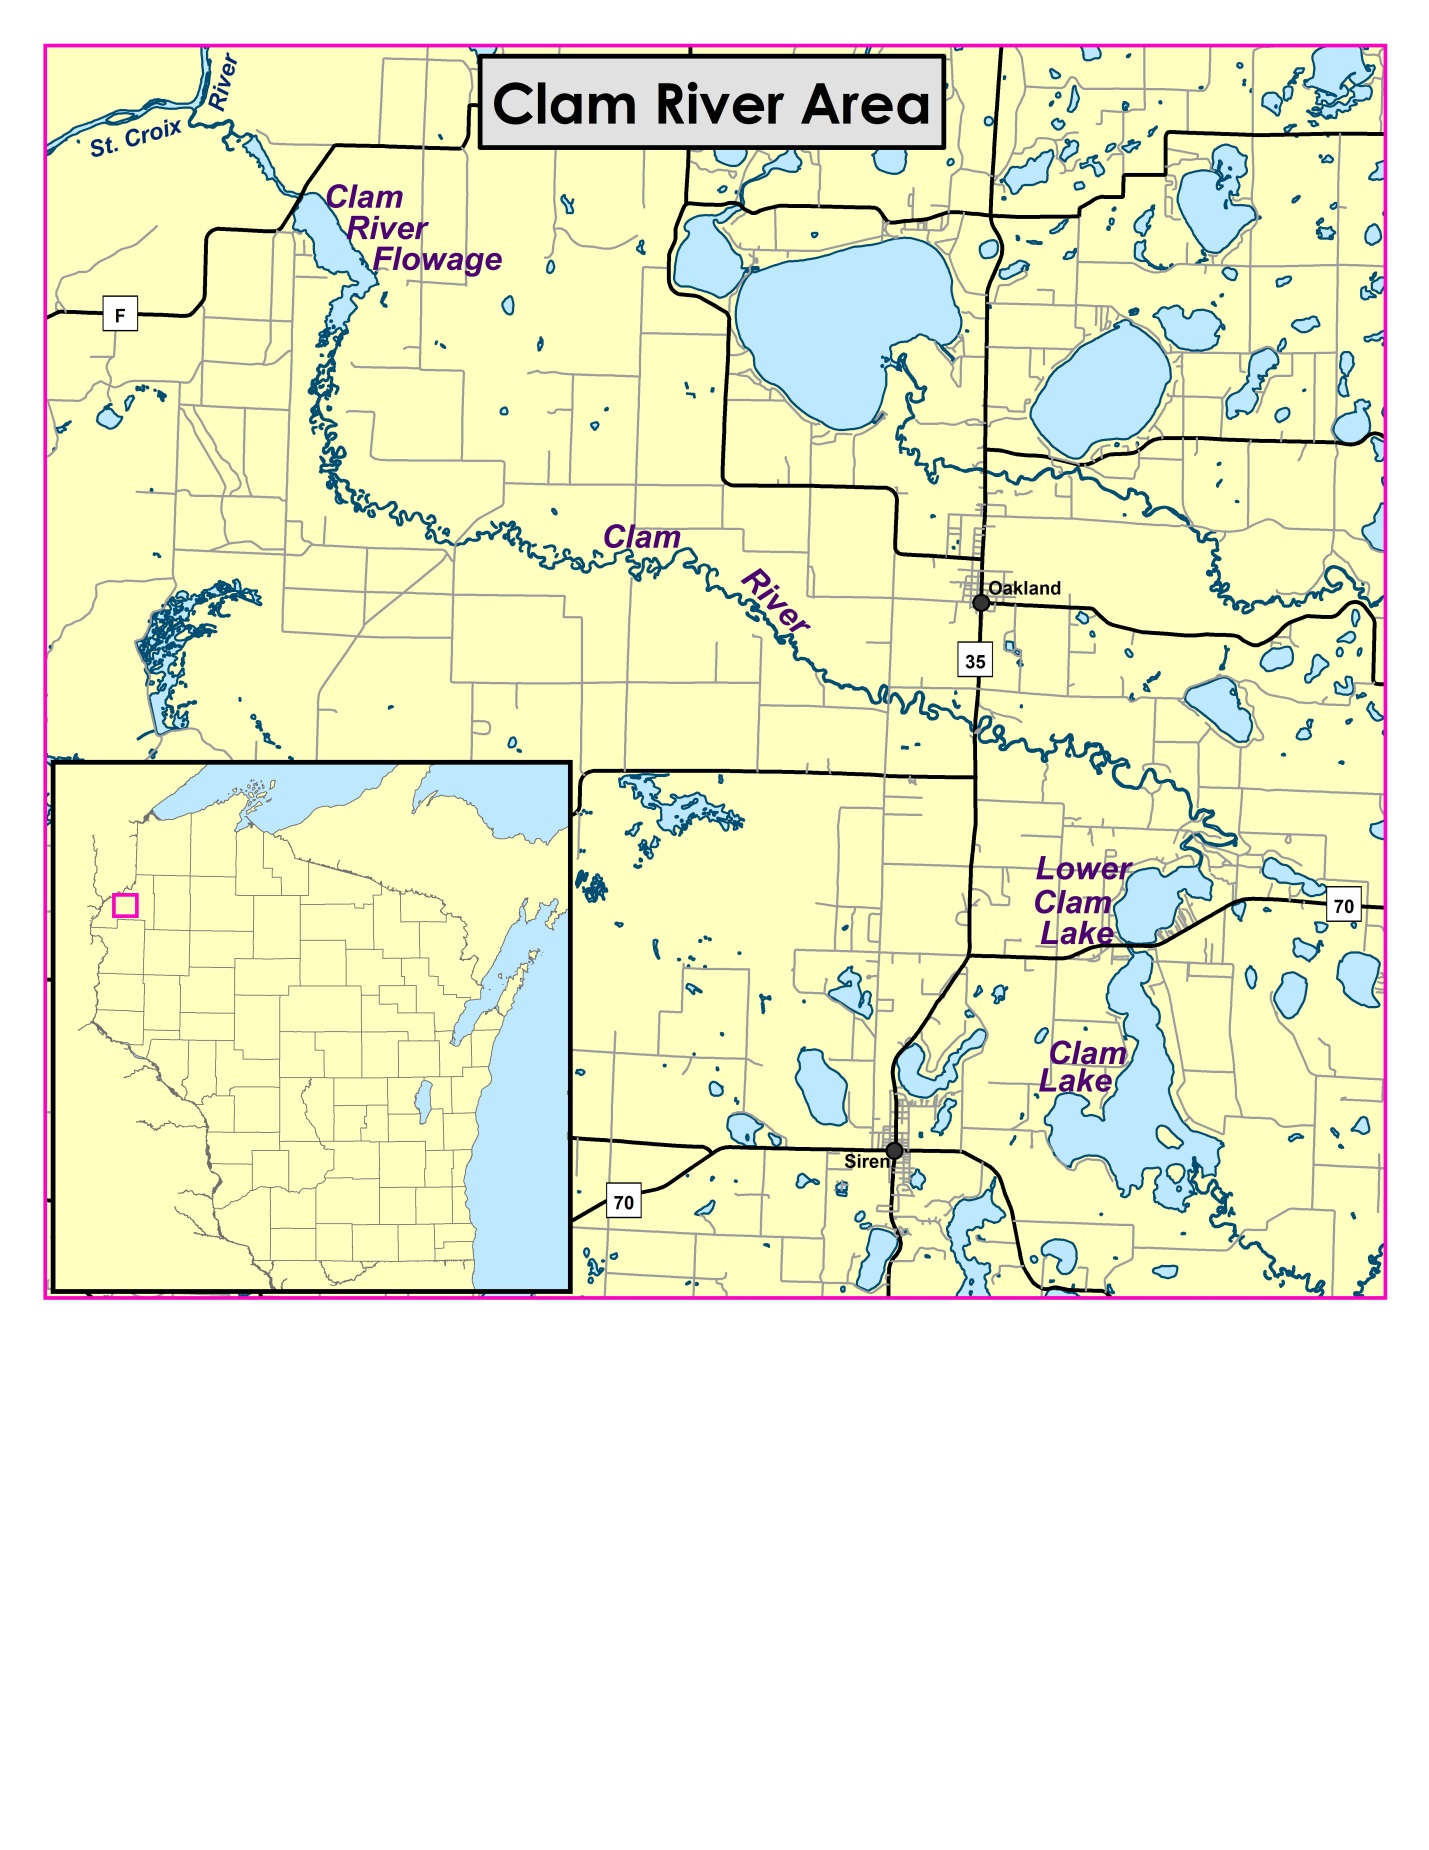 Clam River Area
River
St. Croix
Clam
River
Flowage
F
Clam
River
Oakland
35
Lower
Clam
Lake
70
Clam
Lake
Siren
70